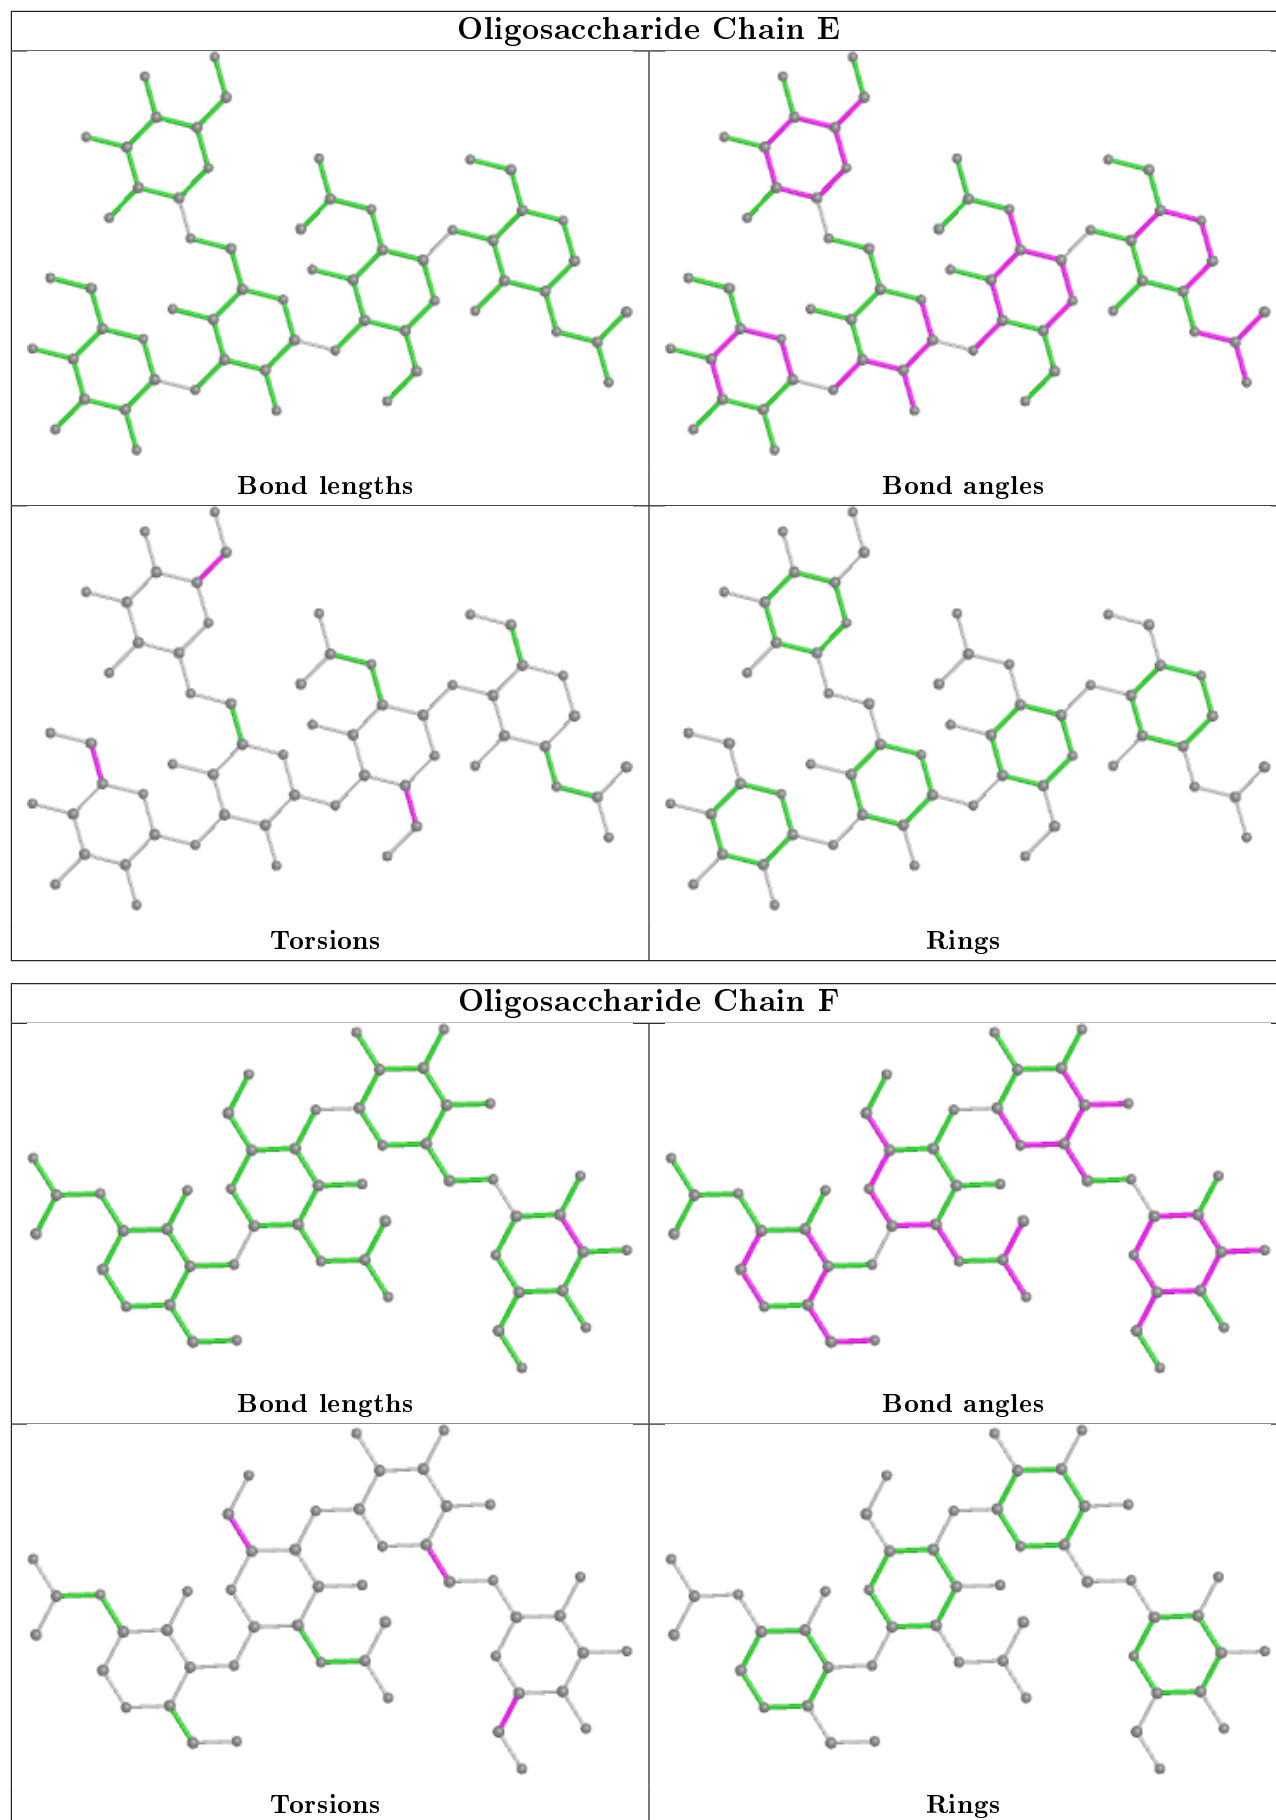 Oligosaccharide Chain E
Bond lengths
Bond angles
Torsions
Rings
Oligosaccharide Chain F
Bond lengths
Bond angles
Torsions
Rings